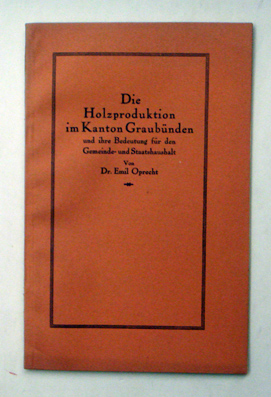 Die
Holzproduktion
im Kanton Graubünden
und ihre Bedeutung für den
Gemeinde- und Staatshaushalt
Von
Dr. Emil Oprecht